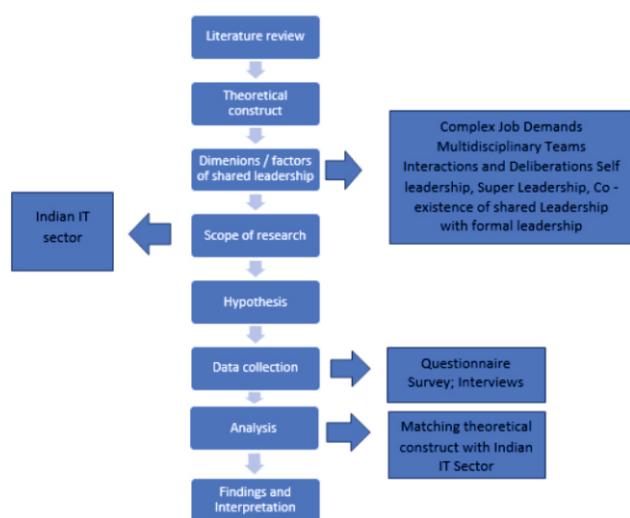 Literature review
Theoretical
construct
Dimenions / factors
of shared leadership
Complex Job Demands
Multidisciplinary Teams
Interactions and Deliberations Self
leadership, Super Leadership, Co -
existence of shared Leadership
with formal leadership
Indian IT
sector
Scope of research
Hypothesis
Data collection
Questionnaire
Survey; Interviews
Analysis
Matching theoretical
construct with Indian
IT Sector
Findings and
Interpretation